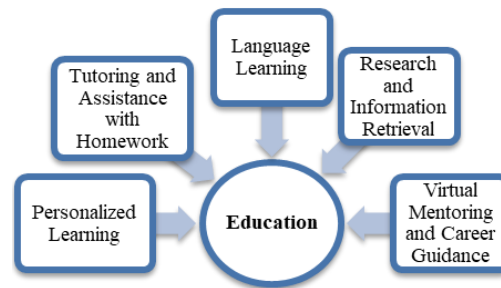 Language
Learning
Tutoring and
Assistance
with
Homework
Research
and
Information
Retrieval
Personalized
Learning
Education
Virtual
Mentoring
and Career
Guidance